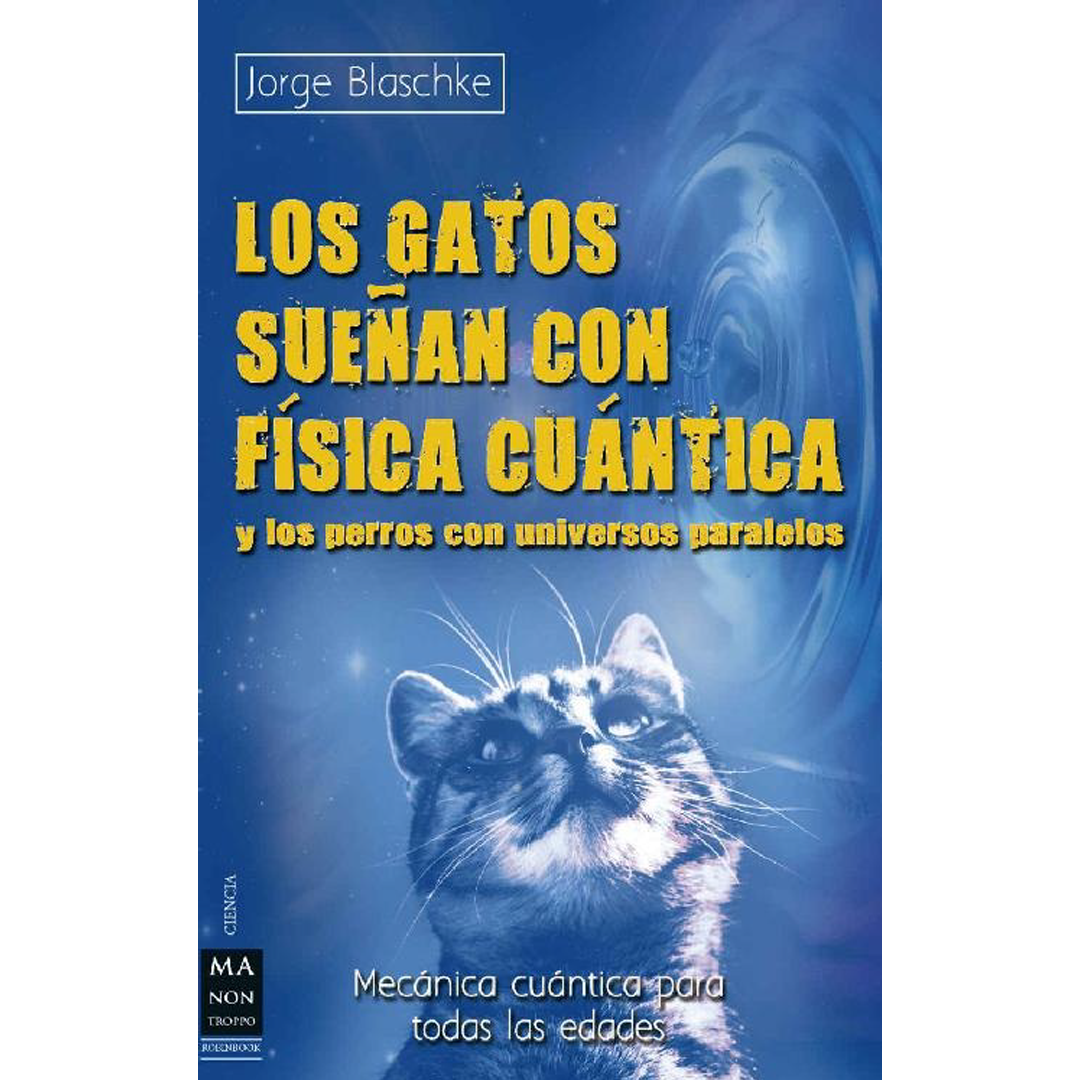 Jorge Blaschke
LOS GATOS
SUEÑAN CON
FÍSICA CUÁNTICA
y los perros con universos paralelos
CIENCIA
MA
NON
TROPPO
ROBINBOOK
Mecánica cuántica para
todas las edades